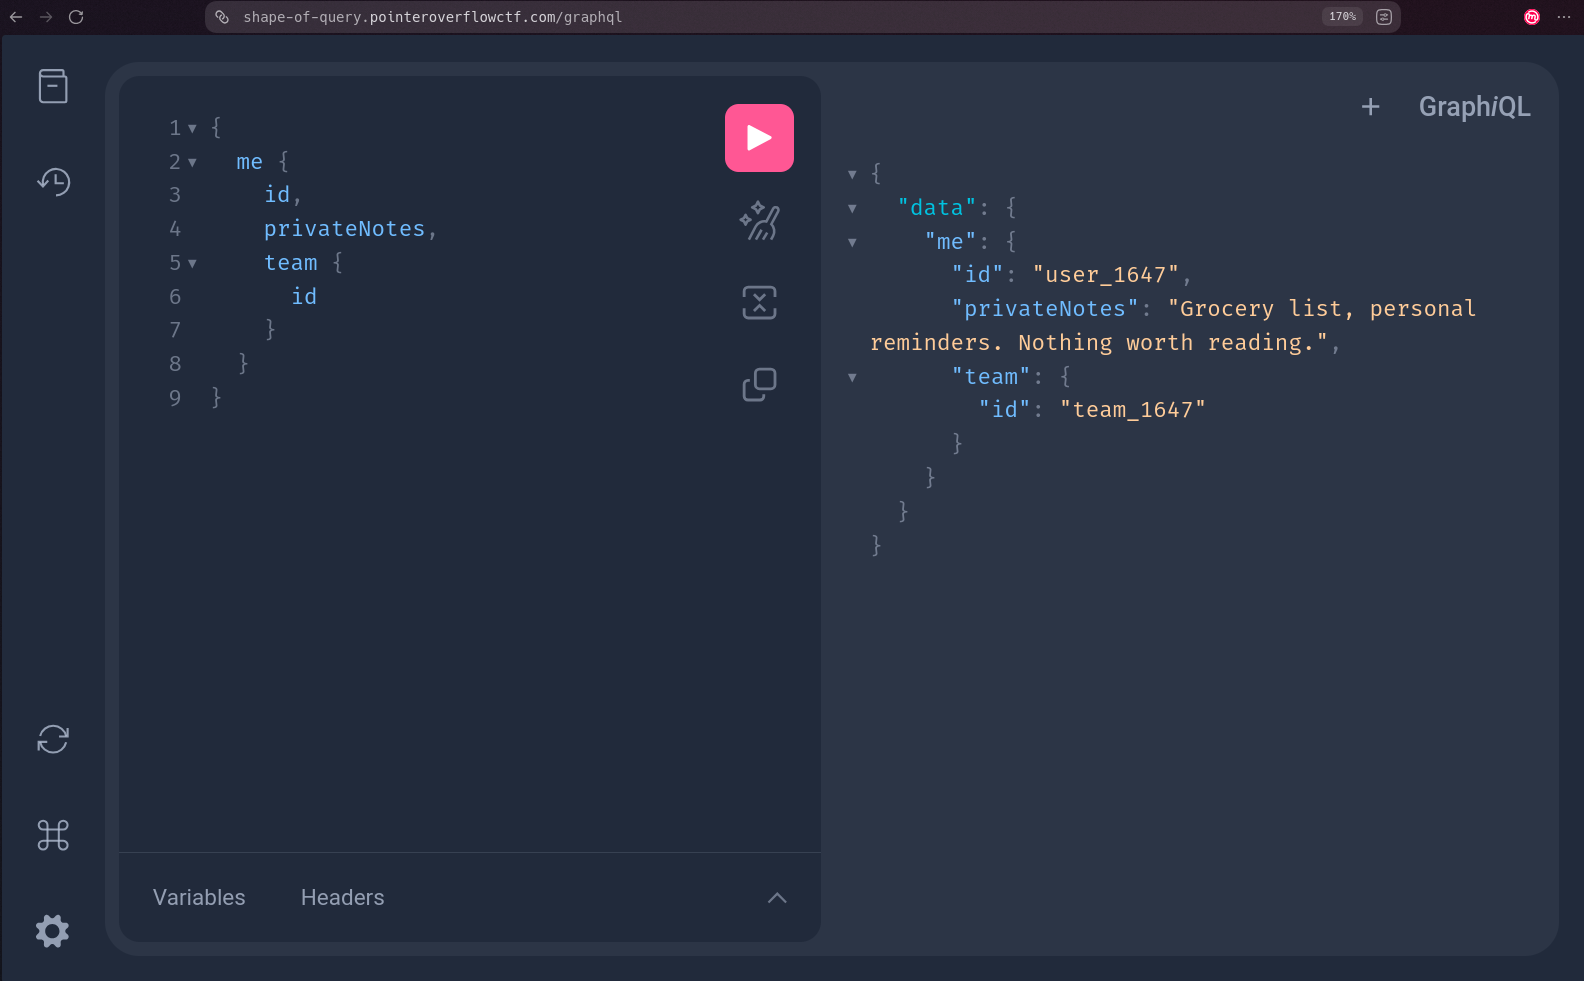 shape-of-query.pointeroverflowctf.com/graphql
170%
1 {
2 me {
3 id,
4 privateNotes,
5 team {
6 id
7 }
8 }
9 }
Variables
Headers
GraphiQL
{
"data": {
"me": {
"id": "user_1647",
"privateNotes": "Grocery list, personal
reminders. Nothing worth reading.",
"team": {
"id": "team_1647"
}
}
}
}